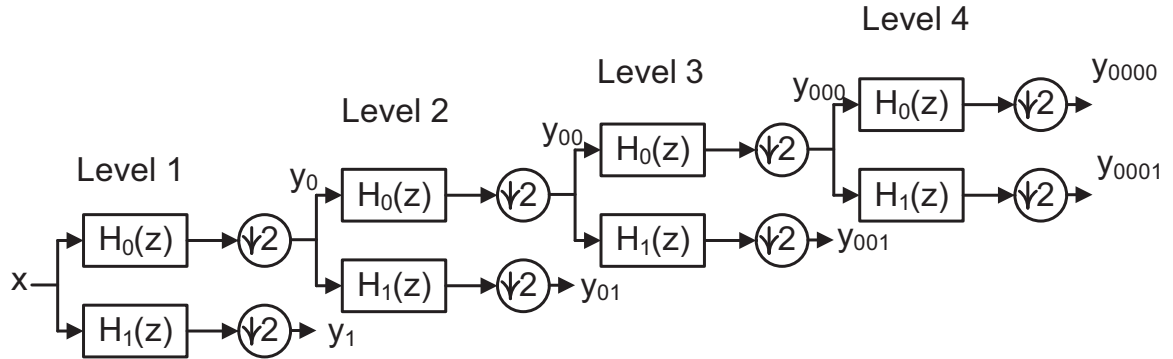 Level 4
Level 3
Level 2
Level 1
y₀₀₀ H₀(z) ↓2 y₀₀₀₀
y₀₀ H₀(z) ↓2
H₁(z) ↓2 y₀₀₀₁
y₀ H₀(z) ↓2
H₁(z) ↓2 y₀₀₁
H₀(z) ↓2
x
H₁(z) ↓2 y₀₁
H₁(z) ↓2 y₁